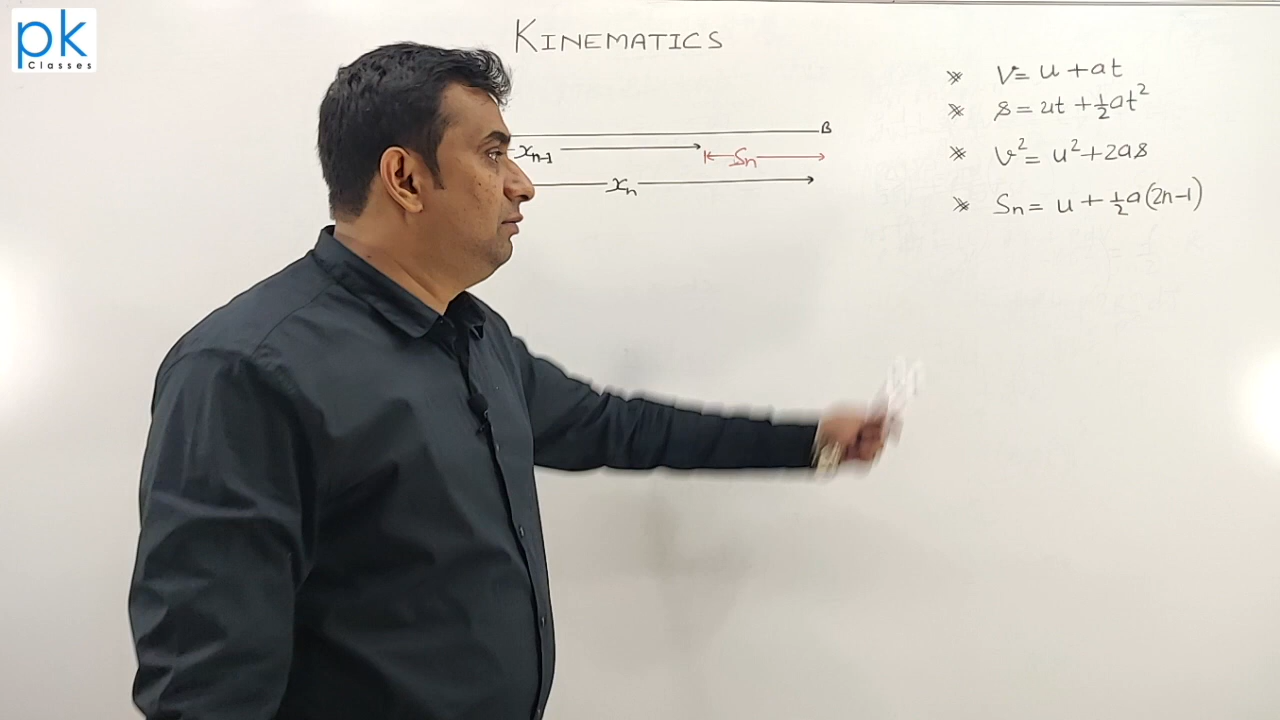 pk
Classes
KINEMATICS
B
xₙ₋₁
Sₙ
xₙ
* V = u + at
* s = ut + ½at²
* v² = u² + 2as
* Sₙ = u + ½a(2n-1)